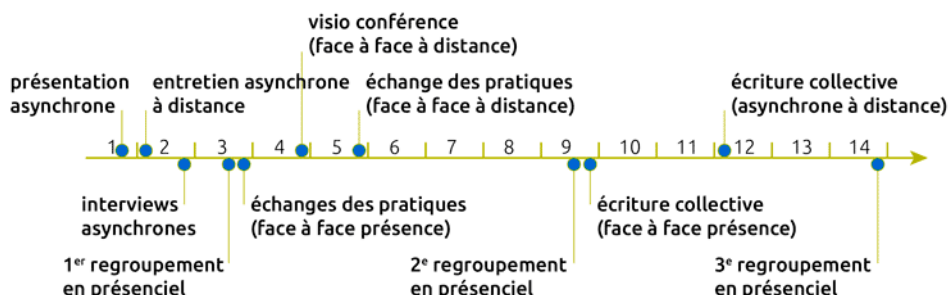 visio conférence
(face à face à distance)
présentation
asynchrone
entretien asynchrone
à distance
échange des pratiques
(face à face à distance)
écriture collective
(asynchrone à distance)
1 2 3 4 5 6 7 8 9 10 11 12 13 14
interviews
asynchrones
échanges des pratiques
(face à face présence)
écriture collective
(face à face présence)
1er regroupement
en présenciel
2e regroupement
en présenciel
3e regroupement
en présenciel